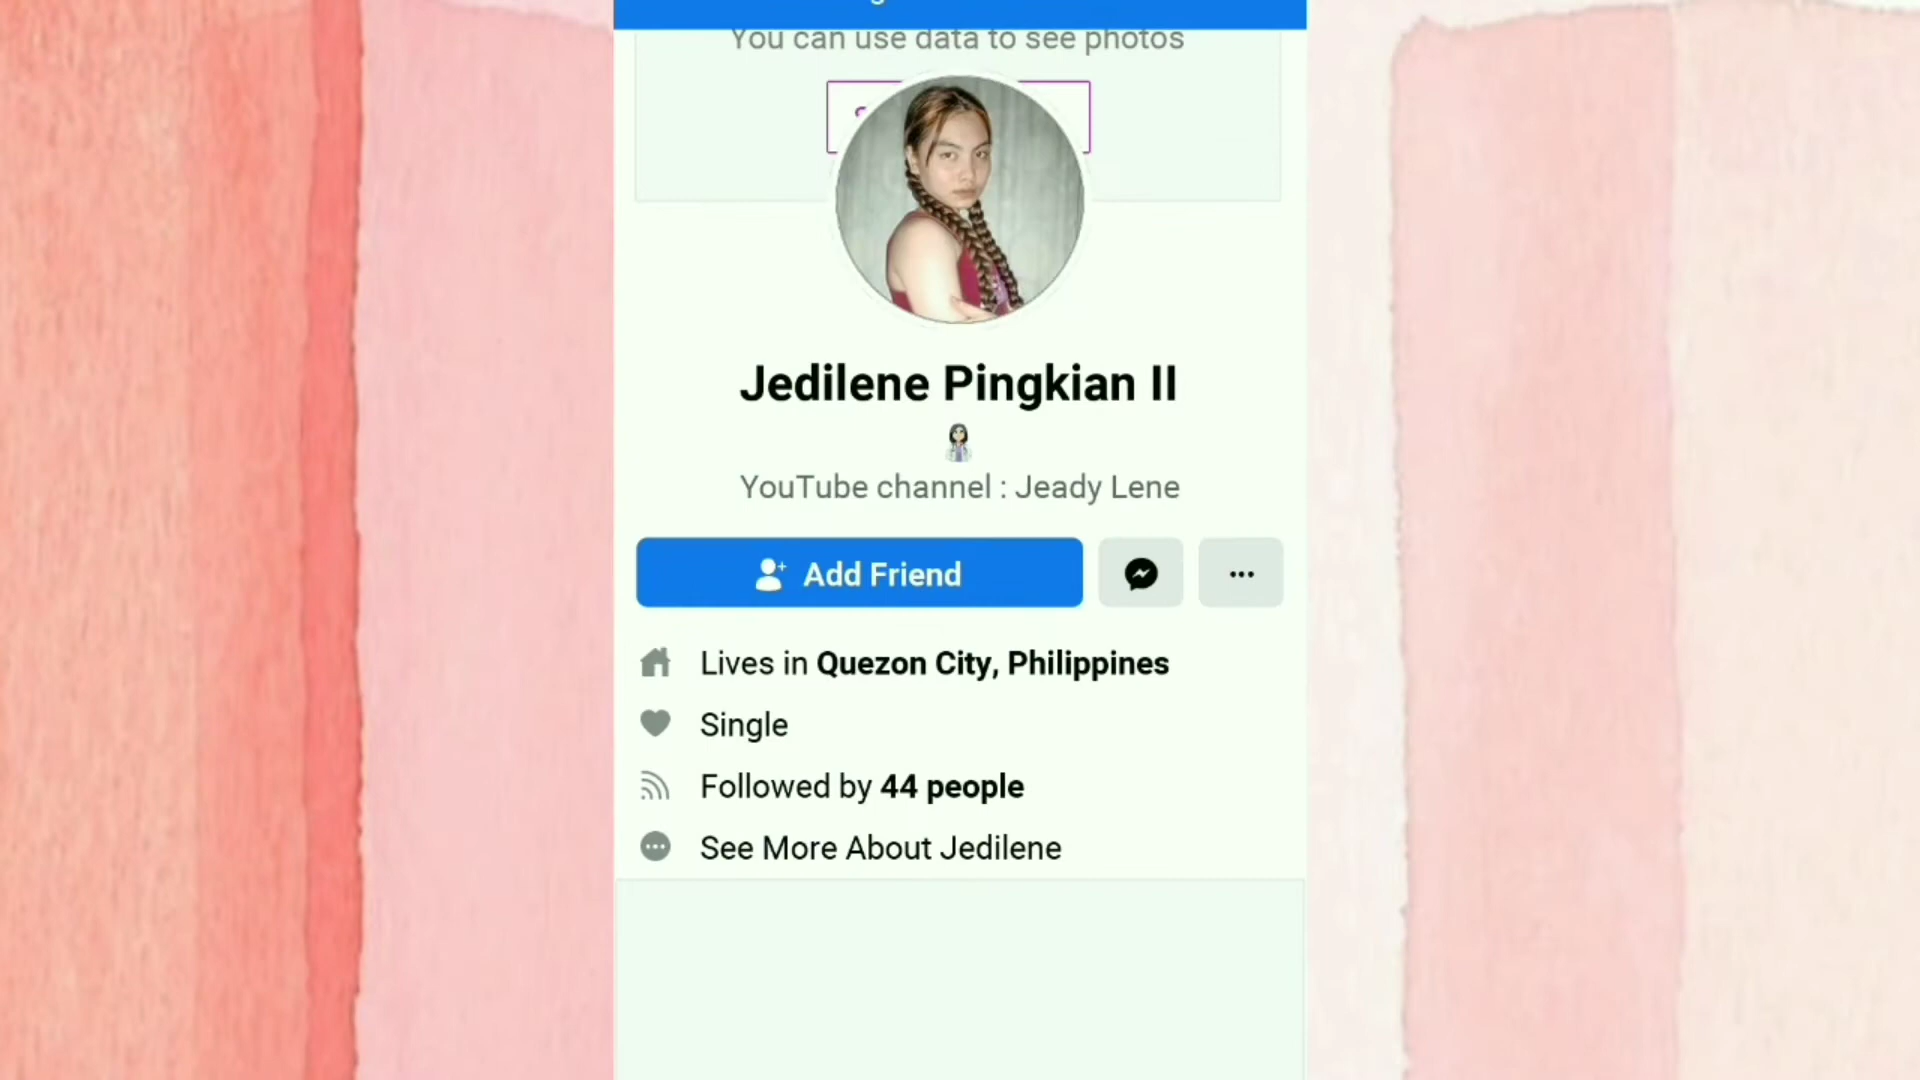 You can use data to see photos
Jedilene Pingkian II
YouTube channel : Jeady Lene
Add Friend
Lives in Quezon City, Philippines
Single
Followed by 44 people
See More About Jedilene